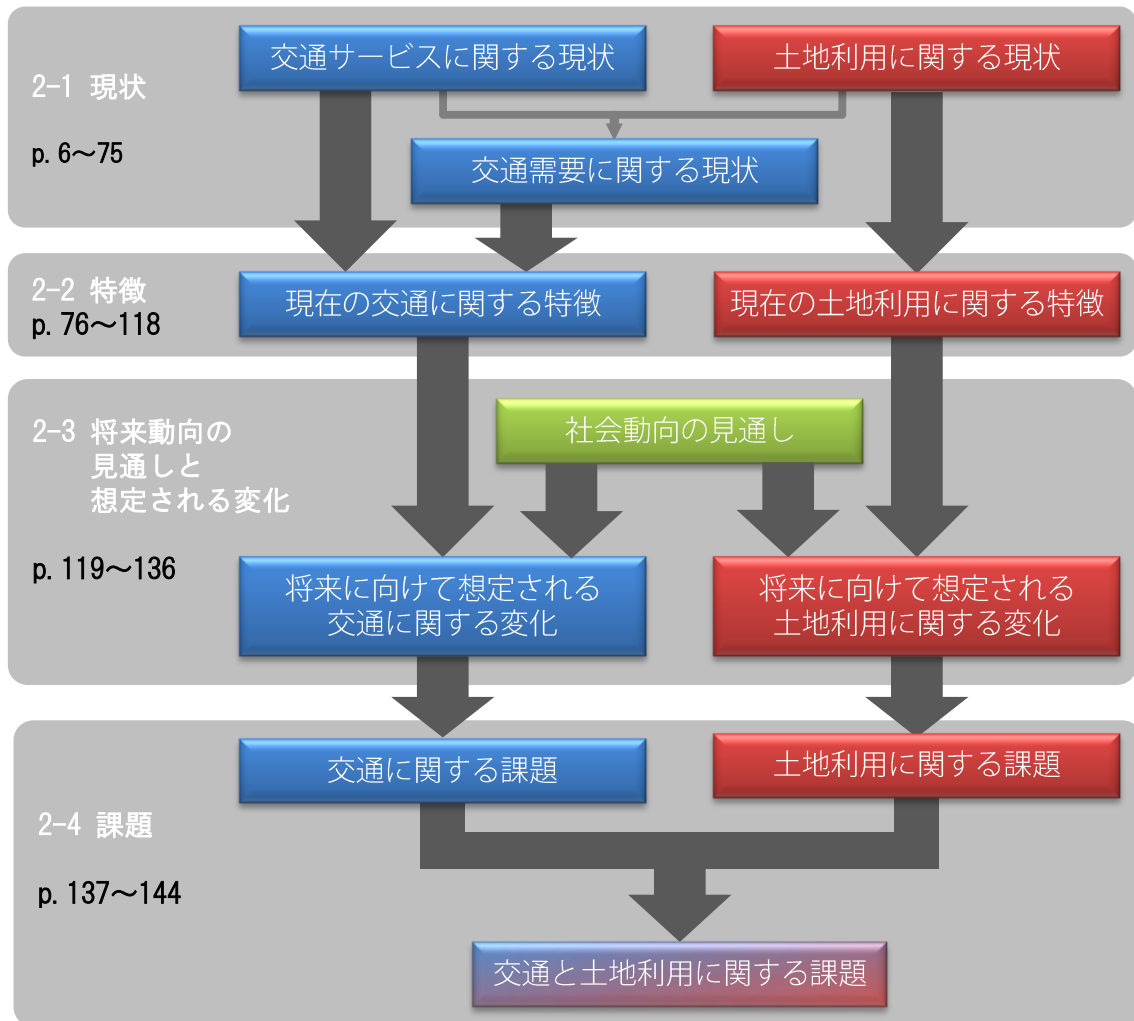 2-1 現状
p. 6～75
交通サービスに関する現状
土地利用に関する現状
交通需要に関する現状
2-2 特徴
p. 76～118
現在の交通に関する特徴
現在の土地利用に関する特徴
2-3 将来動向の
見通しと
想定される変化
p. 119～136
社会動向の見通し
将来に向けて想定される
交通に関する変化
将来に向けて想定される
土地利用に関する変化
2-4 課題
p. 137～144
交通に関する課題
土地利用に関する課題
交通と土地利用に関する課題